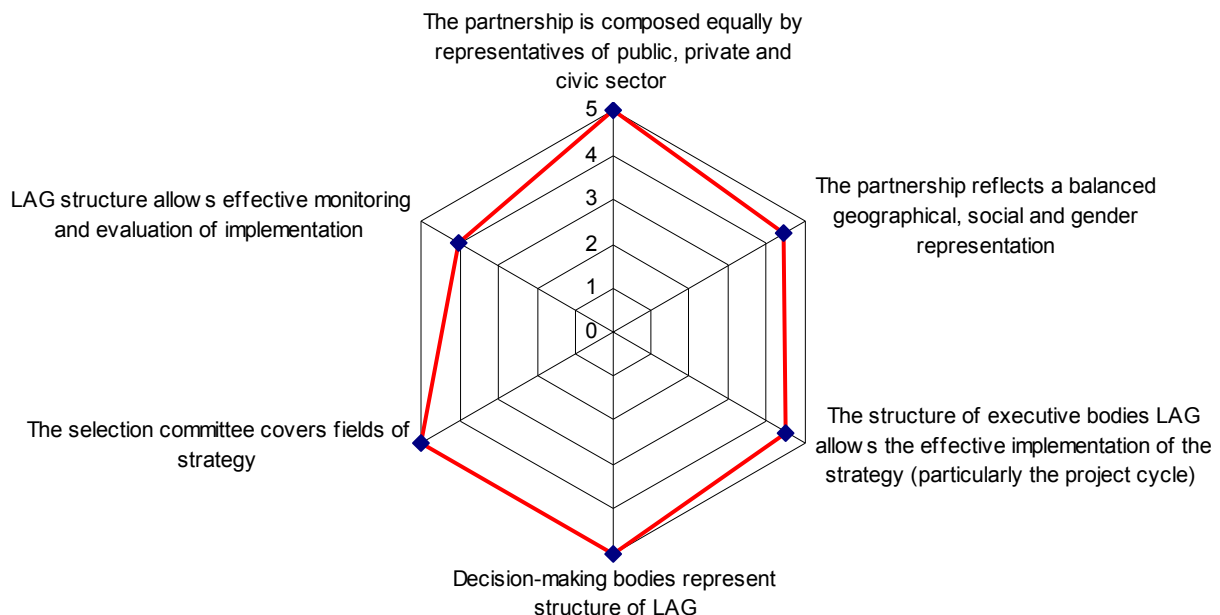 The partnership is composed equally by
representatives of public, private and
civic sector
5
4
3
2
1
0
The partnership reflects a balanced
geographical, social and gender
representation
The structure of executive bodies LAG
allows the effective implementation of the
strategy (particularly the project cycle)
Decision-making bodies represent
structure of LAG
The selection committee covers fields of
strategy
LAG structure allows effective monitoring
and evaluation of implementation